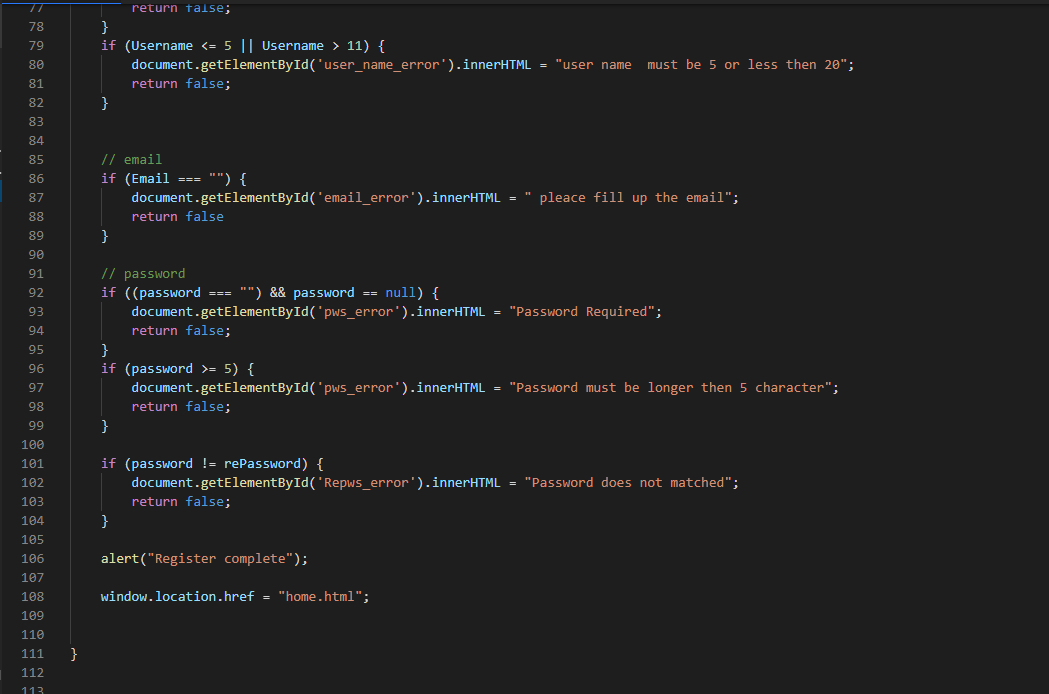 77 return false;
78 }
79 if (Username <= 5 || Username > 11) {
80 document.getElementById('user_name_error').innerHTML = "user name  must be 5 or less then 20";
81 return false;
82 }
83
84
85 // email
86 if (Email === "") {
87 document.getElementById('email_error').innerHTML = " pleace fill up the email";
88 return false
89 }
90
91 // password
92 if ((password === "") && password == null) {
93 document.getElementById('pws_error').innerHTML = "Password Required";
94 return false;
95 }
96 if (password >= 5) {
97 document.getElementById('pws_error').innerHTML = "Password must be longer then 5 character";
98 return false;
99 }
100
101 if (password != rePassword) {
102 document.getElementById('Repws_error').innerHTML = "Password does not matched";
103 return false;
104 }
105
106 alert("Register complete");
107
108 window.location.href = "home.html";
109
110
111 }
112
113